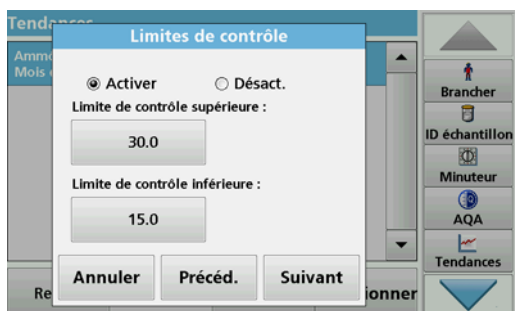 Tendances
Limites de contrôle
Activer
Désact.
Limite de contrôle supérieure :
30.0
Limite de contrôle inférieure :
15.0
Annuler
Précéd.
Suivant
Mois
Brancher
ID échantillon
Minuteur
AQA
Tendances